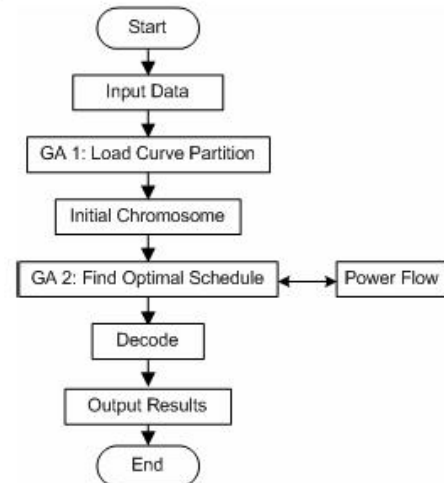 Start
Input Data
GA 1: Load Curve Partition
Initial Chromosome
GA 2: Find Optimal Schedule
Power Flow
Decode
Output Results
End